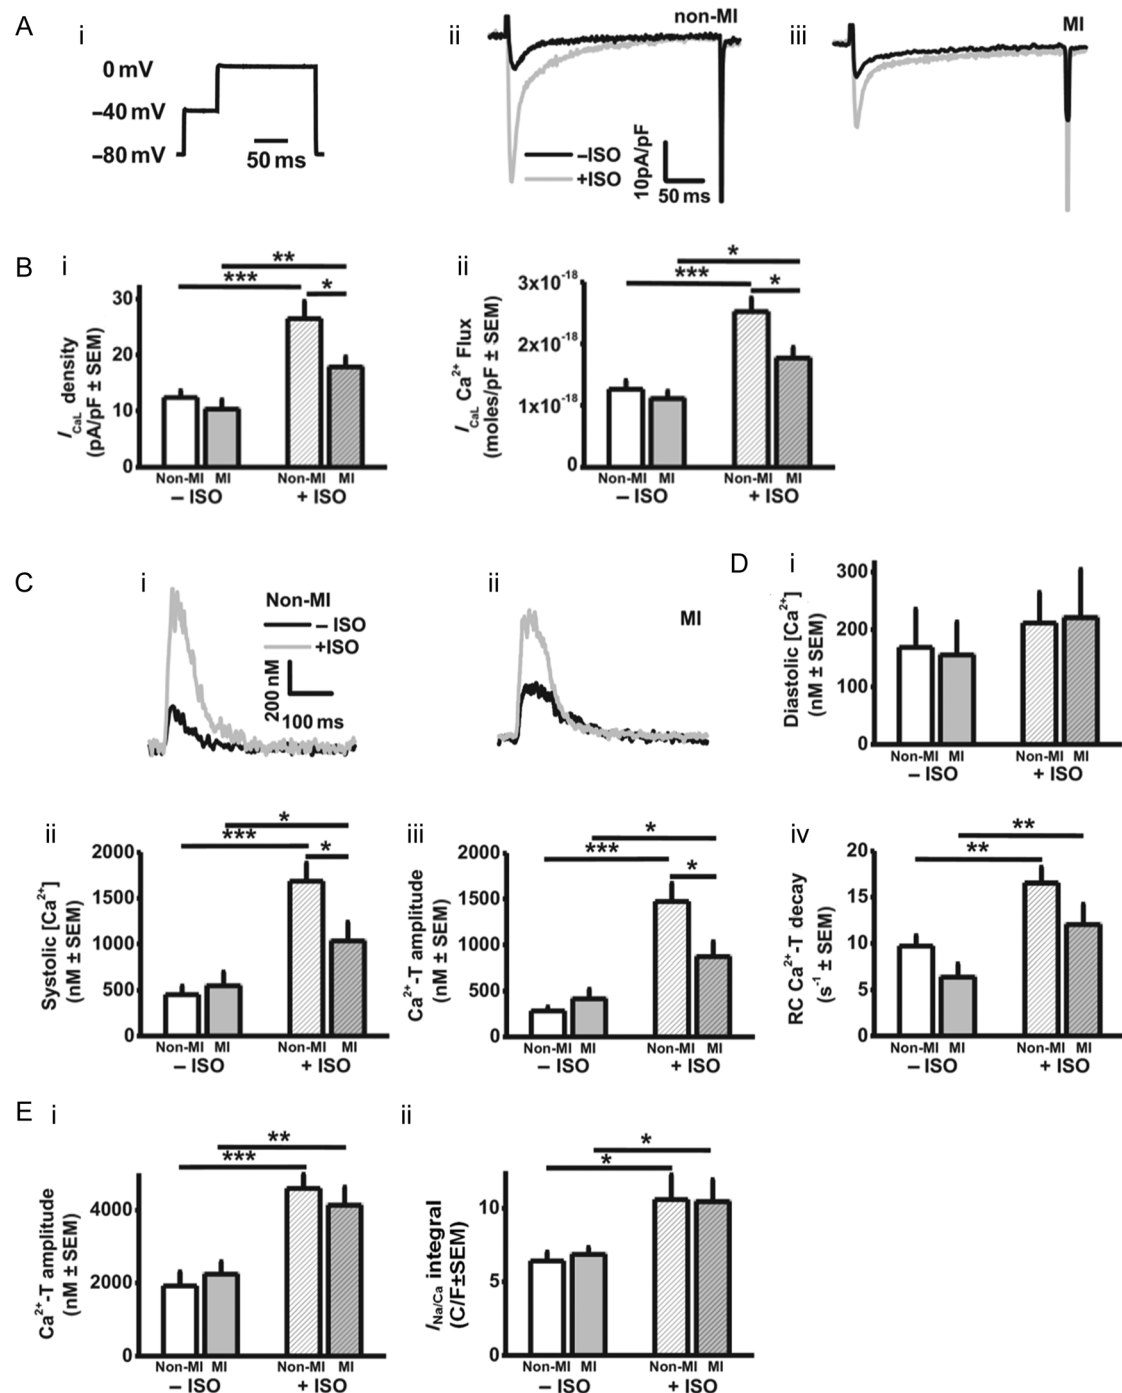 A
i
0 mV
–40 mV
–80 mV
50 ms
ii
non-MI
–ISO
+ISO
10pA/pF
50 ms
iii
MI
B
i
**
***
*
30
20
10
0
I CaL density
(pA/pF ± SEM)
Non-MI MI Non-MI MI
– ISO + ISO
ii
*
***
*
3x10-18
2x10-18
1x10-18
0
I CaL Ca2+ Flux
(moles/pF ± SEM)
Non-MI MI Non-MI MI
– ISO + ISO
C
i
Non-MI
– ISO
+ISO
200 nM
100 ms
ii
MI
D
i
300
200
100
0
Diastolic [Ca2+]
(nM ± SEM)
Non-MI MI Non-MI MI
– ISO + ISO
ii
*
***
*
2000
1500
1000
500
0
Systolic [Ca2+]
(nM ± SEM)
Non-MI MI Non-MI MI
– ISO + ISO
iii
*
***
*
2000
1500
1000
500
0
Ca2+-T amplitude
(nM ± SEM)
Non-MI MI Non-MI MI
– ISO + ISO
iv
**
**
20
15
10
5
0
RC Ca2+-T decay
(s-1 ± SEM)
Non-MI MI Non-MI MI
– ISO + ISO
E
i
**
***
4000
2000
0
Ca2+-T amplitude
(nM ± SEM)
Non-MI MI Non-MI MI
– ISO + ISO
ii
*
*
10
5
0
I Na/Ca integral
(C/F±SEM)
Non-MI MI Non-MI MI
– ISO + ISO